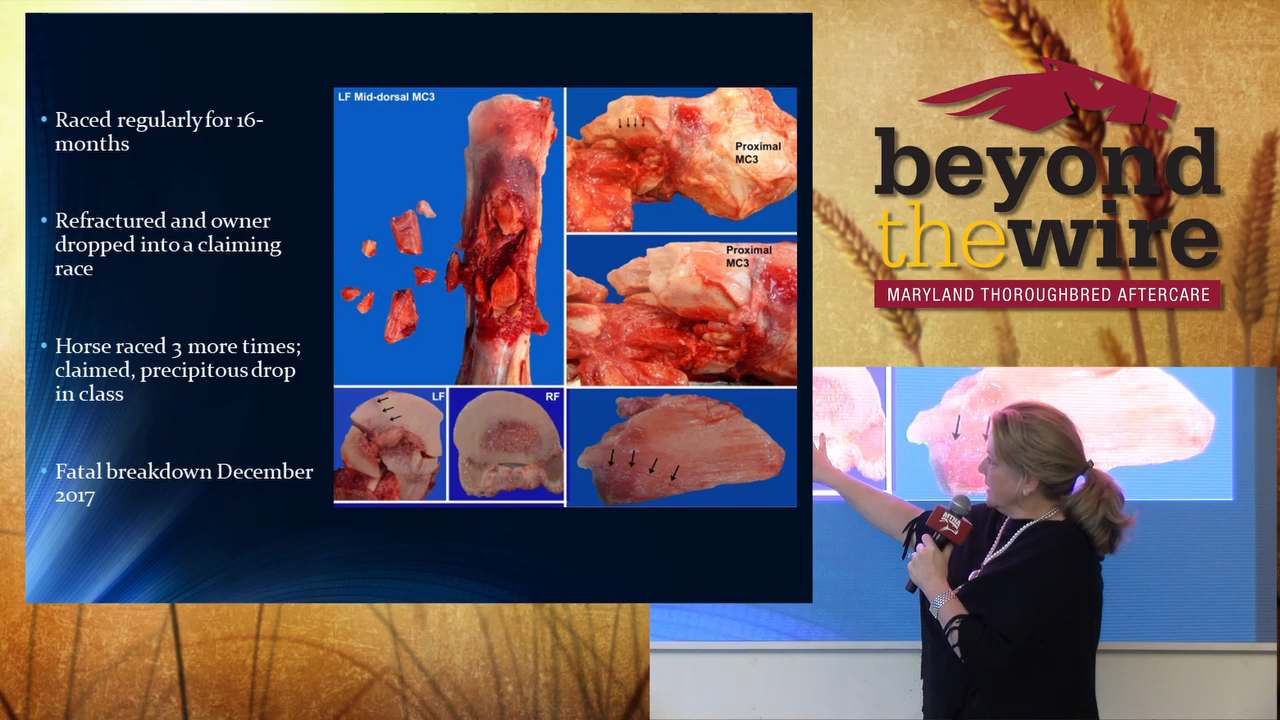 Raced regularly for 16-
months
Refractured and owner
dropped into a claiming
race
Horse raced 3 more times;
claimed, precipitous drop
in class
Fatal breakdown December
2017
LF Mid-dorsal MC3
Proximal
MC3
Proximal
MC3
LF
RF
beyond
thewire
MARYLAND THOROUGHBRED AFTERCARE
MTHA